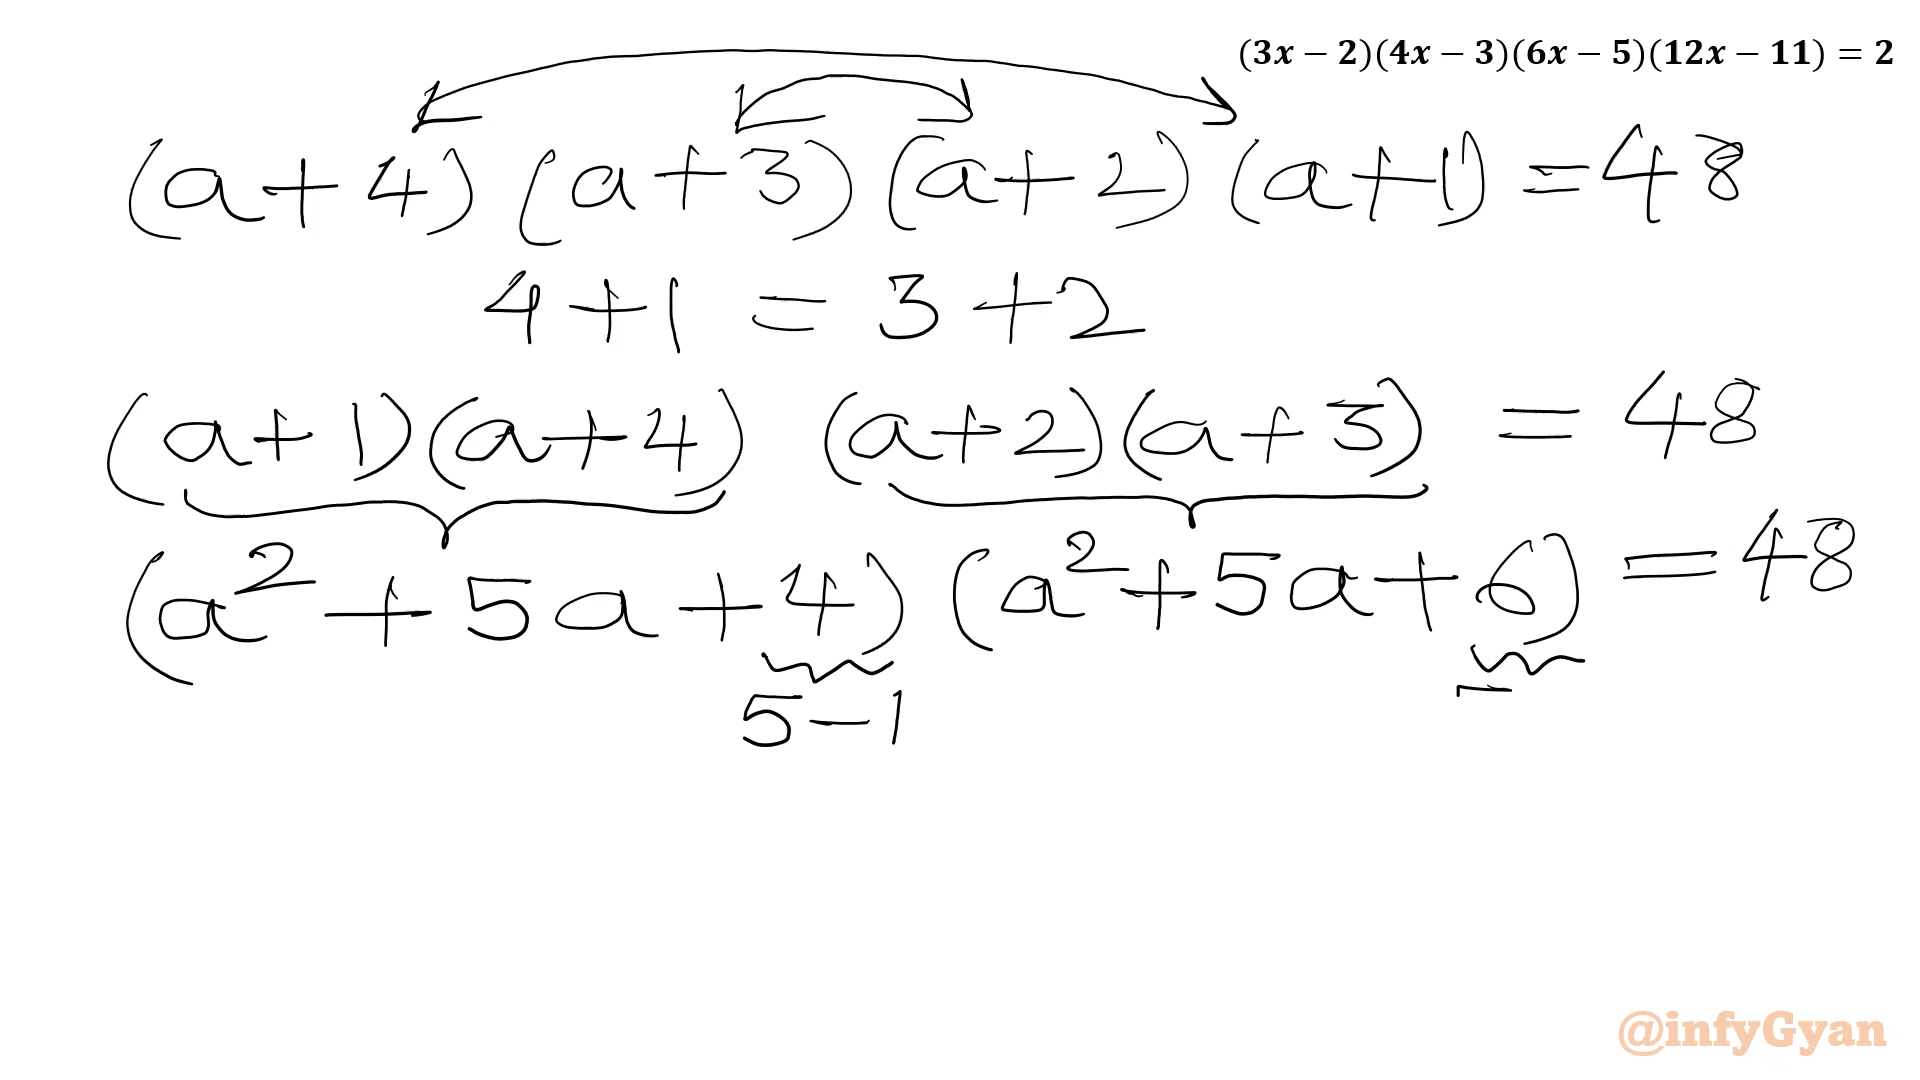 (3x − 2)(4x − 3)(6x − 5)(12x − 11) = 2
(a+4)(a+3)(a+2)(a+1) = 48
4+1 = 3+2
(a+1)(a+4) (a+2)(a+3) = 48
(a²+5a+4)(a²+5a+6) = 48
5−1
@infyGyan